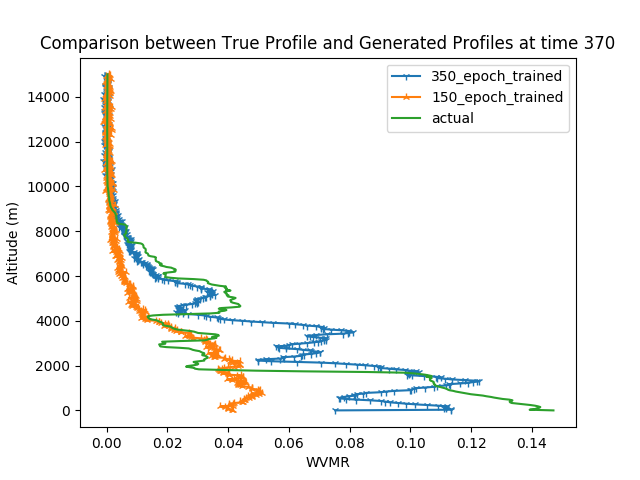 Comparison between True Profile and Generated Profiles at time 370
350_epoch_trained
150_epoch_trained
actual
Altitude (m)
14000
12000
10000
8000
6000
4000
2000
0
0.00 0.02 0.04 0.06 0.08 0.10 0.12 0.14
WVMR